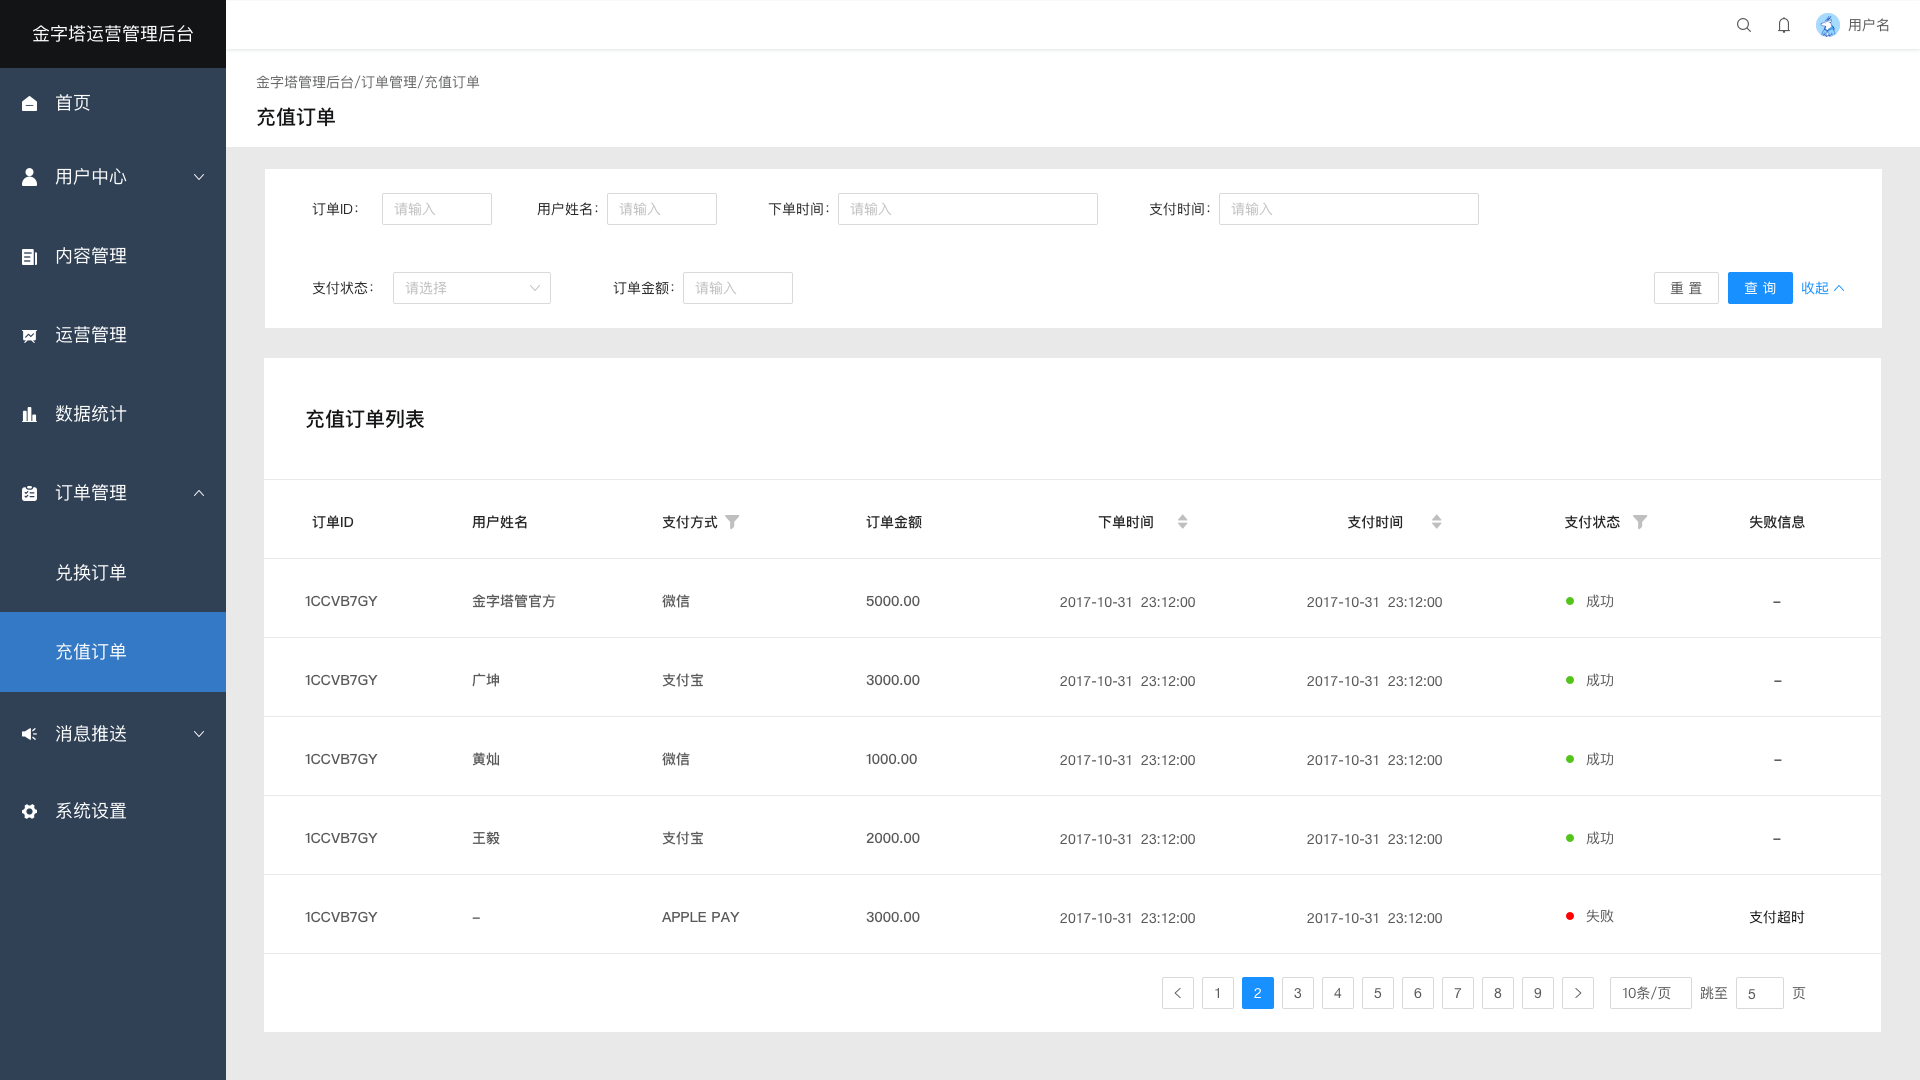 金字塔运营管理后台
首页
用户中心
内容管理
运营管理
数据统计
订单管理
兑换订单
充值订单
消息推送
系统设置
用户名
金字塔管理后台/订单管理/充值订单
充值订单
订单ID： 请输入 用户姓名： 请输入 下单时间： 请输入 支付时间： 请输入
支付状态： 请选择 订单金额： 请输入 重 置 查 询 收起
充值订单列表
订单ID 用户姓名 支付方式 订单金额 下单时间 支付时间 支付状态 失败信息
1CCVB7GY 金字塔管官方 微信 5000.00 2017-10-31 23:12:00 2017-10-31 23:12:00 成功 –
1CCVB7GY 广坤 支付宝 3000.00 2017-10-31 23:12:00 2017-10-31 23:12:00 成功 –
1CCVB7GY 黄灿 微信 1000.00 2017-10-31 23:12:00 2017-10-31 23:12:00 成功 –
1CCVB7GY 王毅 支付宝 2000.00 2017-10-31 23:12:00 2017-10-31 23:12:00 成功 –
1CCVB7GY – APPLE PAY 3000.00 2017-10-31 23:12:00 2017-10-31 23:12:00 失败 支付超时
1 2 3 4 5 6 7 8 9 10条/页 跳至 5 页